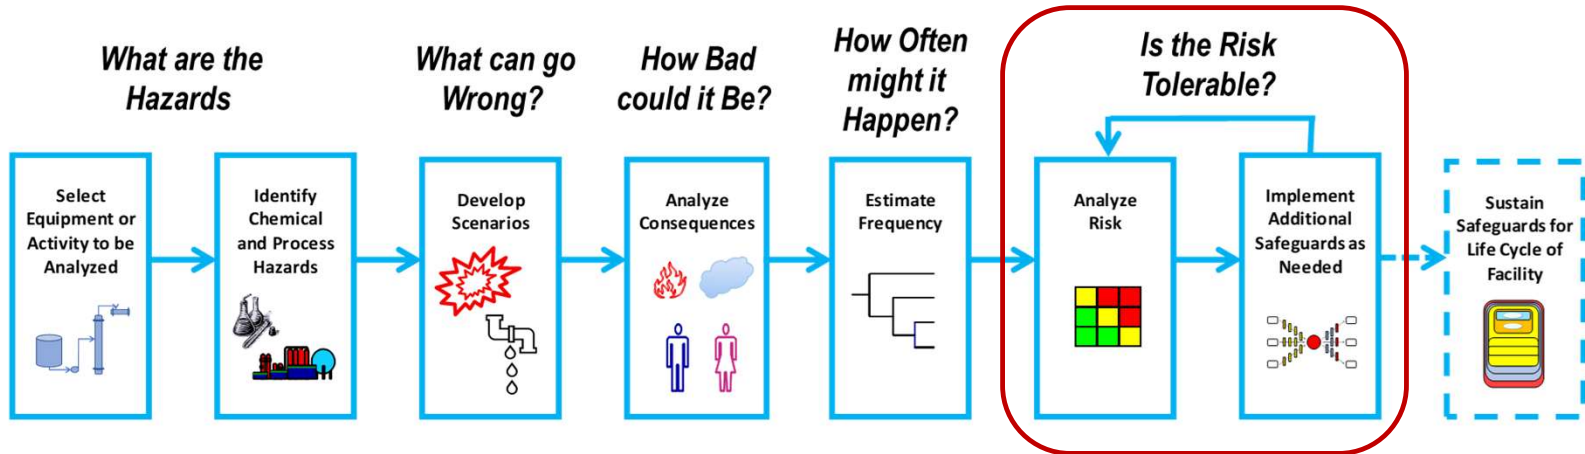 What are the
Hazards
What can go
Wrong?
How Bad
could it Be?
How Often
might it
Happen?
Is the Risk
Tolerable?
Select
Equipment or
Activity to be
Analyzed
Identify
Chemical
and Process
Hazards
Develop
Scenarios
Analyze
Consequences
Estimate
Frequency
Analyze
Risk
Implement
Additional
Safeguards as
Needed
Sustain
Safeguards for
Life Cycle of
Facility